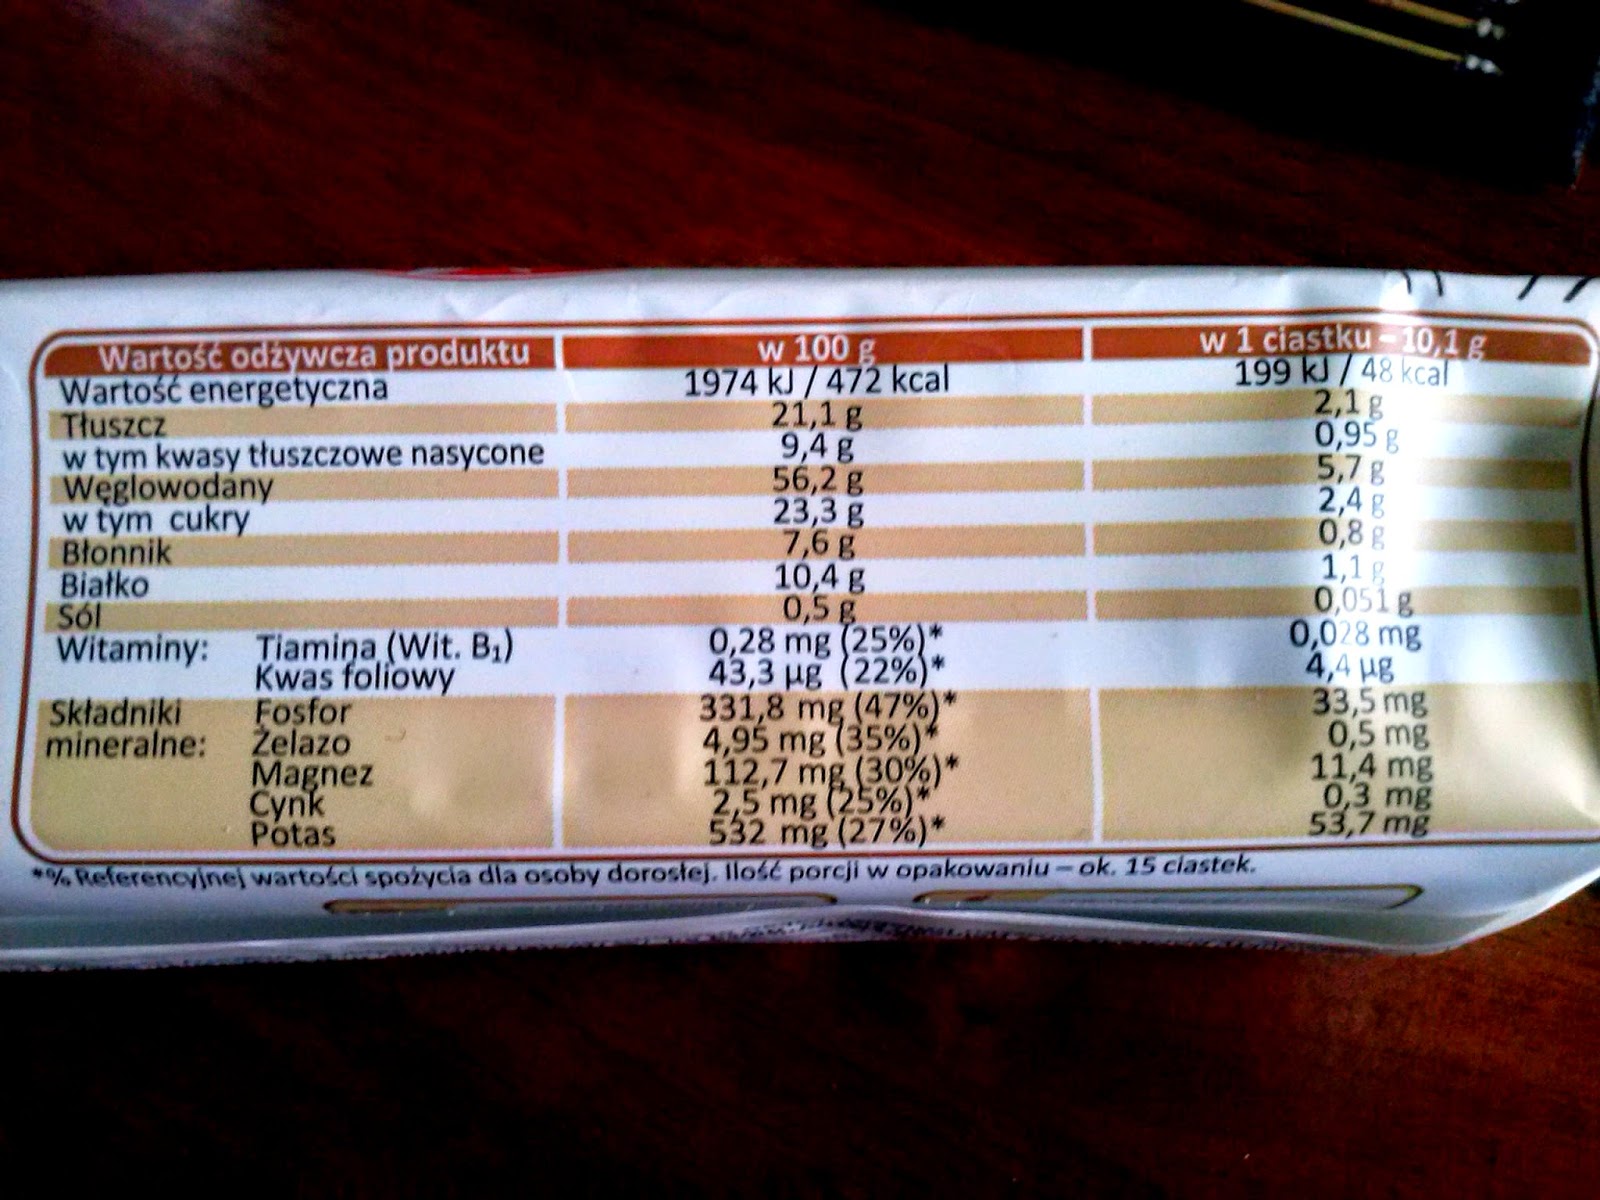 Wartość odżywcza produktu w 100 g w 1 ciastku - 10,1 g
Wartość energetyczna 1974 kJ / 472 kcal 199 kJ / 48 kcal
Tłuszcz 21,1 g 2,1 g
w tym kwasy tłuszczowe nasycone 9,4 g 0,95 g
Węglowodany 56,2 g 5,7 g
w tym cukry 23,3 g 2,4 g
Błonnik 7,6 g 0,8 g
Białko 10,4 g 1,1 g
Sól 0,5 g 0,051 g
Witaminy: Tiamina (Wit. B₁) 0,28 mg (25%)* 0,028 mg
Kwas foliowy 43,3 µg (22%)* 4,4 µg
Składniki Fosfor 331,8 mg (47%)* 33,5 mg
mineralne: Żelazo 4,95 mg (35%)* 0,5 mg
Magnez 112,7 mg (30%)* 11,4 mg
Cynk 2,5 mg (25%)* 0,3 mg
Potas 532 mg (27%)* 53,7 mg
*% Referencyjnej wartości spożycia dla osoby dorosłej. Ilość porcji w opakowaniu – ok. 15 ciastek.